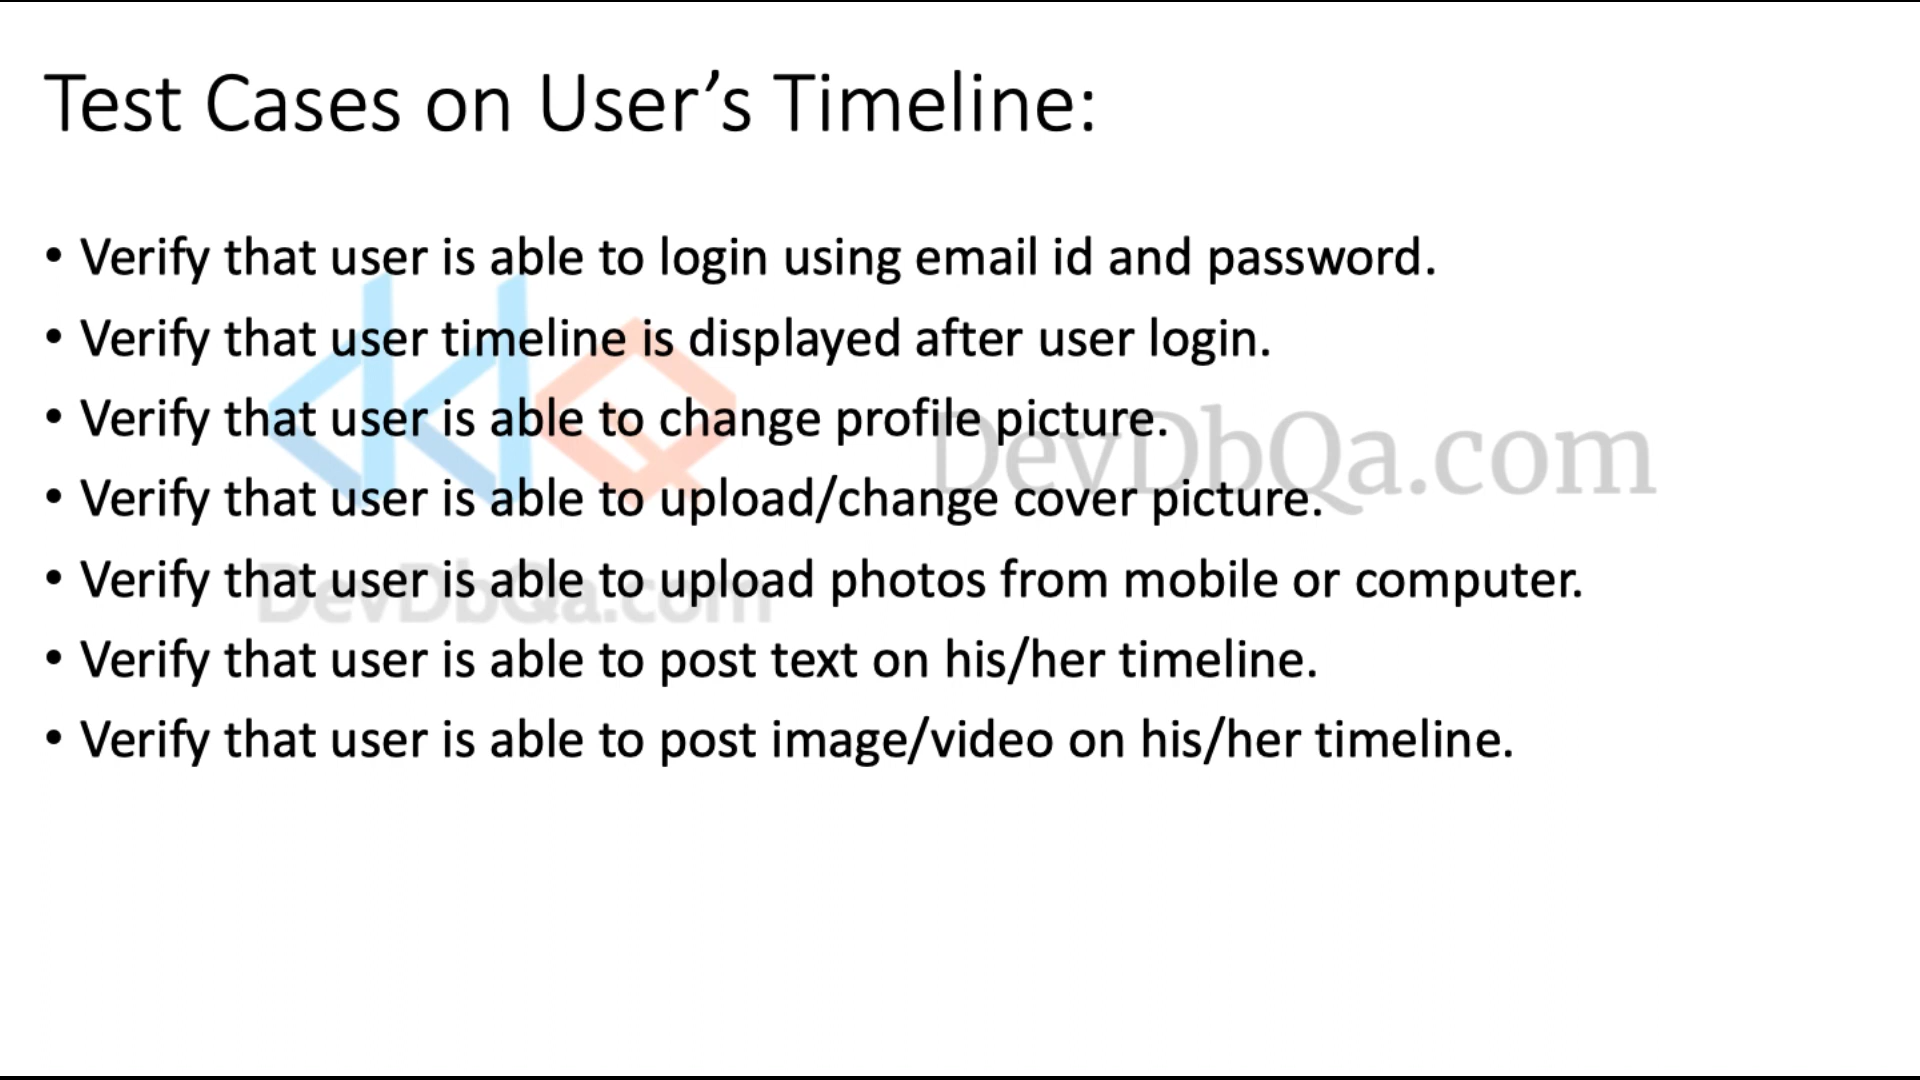 Test Cases on User’s Timeline:
• Verify that user is able to login using email id and password.
• Verify that user timeline is displayed after user login.
• Verify that user is able to change profile picture.
DevDbQa.com
• Verify that user is able to upload/change cover picture.
• Verify that user is able to upload photos from mobile or computer.
DevDbQa.com
• Verify that user is able to post text on his/her timeline.
• Verify that user is able to post image/video on his/her timeline.